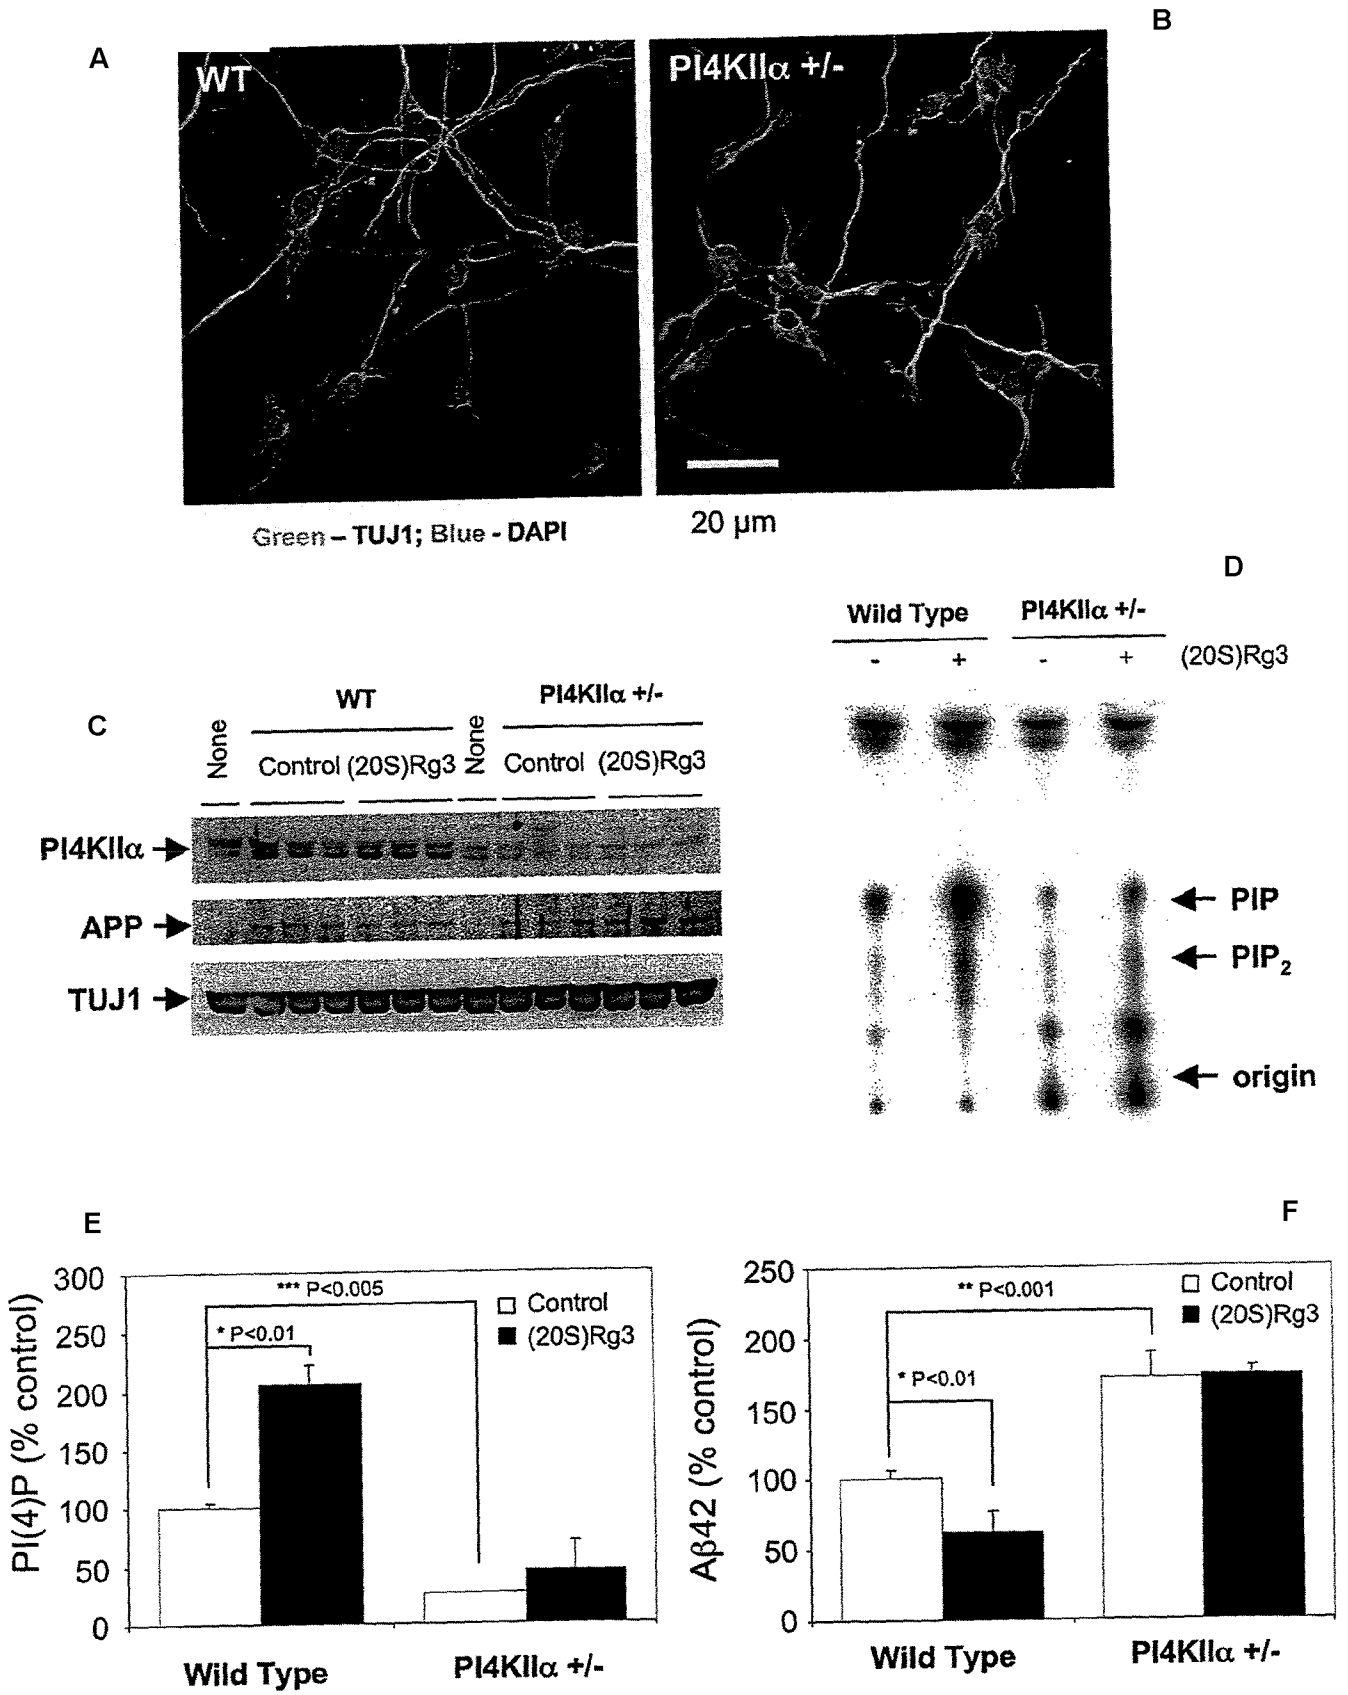 A
B
WT
PI4KIIα +/-
Green – TUJ1; Blue - DAPI
20 µm
C
WT
PI4KIIα +/-
None
Control
(20S)Rg3
None
Control
(20S)Rg3
PI4KIIα
APP
TUJ1
D
Wild Type
PI4KIIα +/-
- + - + (20S)Rg3
PIP
PIP2
origin
E
PI(4)P (% control)
300
250
200
150
100
50
0
*** P<0.005
* P<0.01
Control
(20S)Rg3
Wild Type
PI4KIIα +/-
F
Aβ42 (% control)
250
200
150
100
50
0
** P<0.001
* P<0.01
Control
(20S)Rg3
Wild Type
PI4KIIα +/-